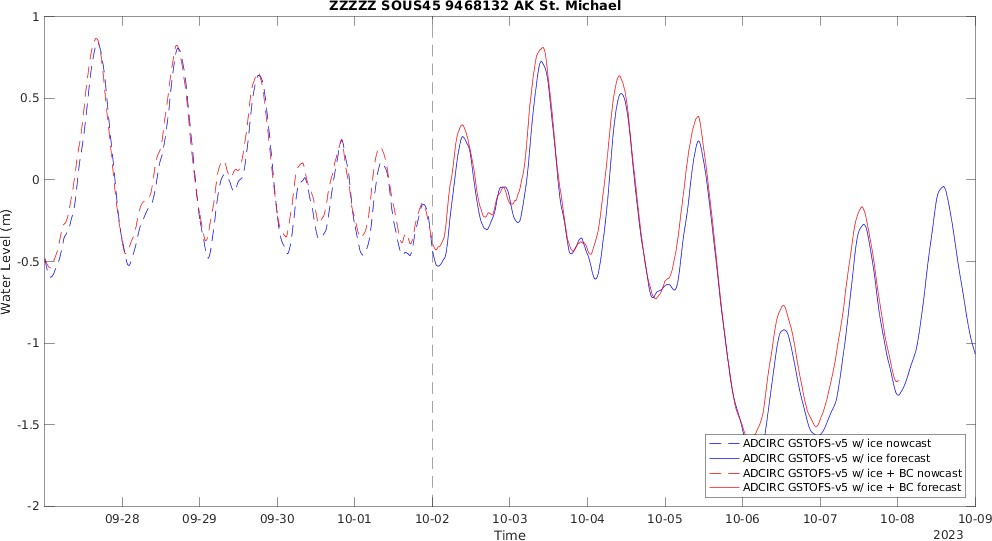 ZZZZZ SOUS45 9468132 AK St. Michael
Water Level (m)
1
0.5
0
-0.5
-1
-1.5
-2
09-28 09-29 09-30 10-01 10-02 10-03 10-04 10-05 10-06 10-07 10-08 10-09
Time
2023
ADCIRC GSTOFS-v5 w/ ice nowcast
ADCIRC GSTOFS-v5 w/ ice forecast
ADCIRC GSTOFS-v5 w/ ice + BC nowcast
ADCIRC GSTOFS-v5 w/ ice + BC forecast